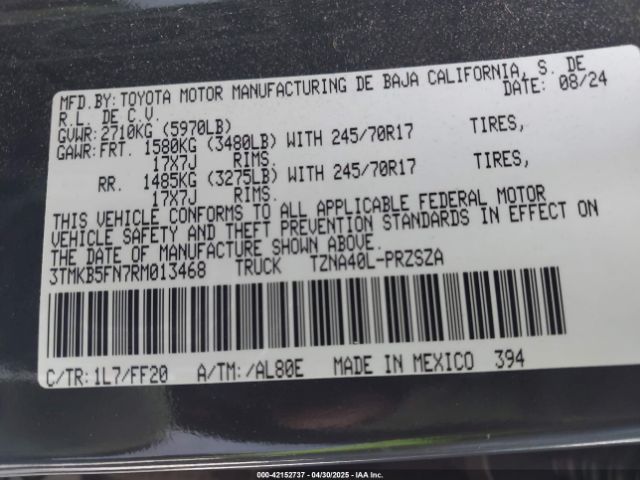 MFD.BY:TOYOTA MOTOR MANUFACTURING DE BAJA CALIFORNIA, S. DE
R.L. DE C.V. DATE: 08/24
GVWR:2710KG (5970LB)
GAWR:FRT. 1580KG (3480LB) WITH 245/70R17 TIRES,
17X7J RIMS.
RR. 1485KG (3275LB) WITH 245/70R17 TIRES,
17X7J RIMS.
THIS VEHICLE CONFORMS TO ALL APPLICABLE FEDERAL MOTOR
VEHICLE SAFETY AND THEFT PREVENTION STANDARDS IN EFFECT ON
THE DATE OF MANUFACTURE SHOWN ABOVE.
3TMKB5FN7RM013468 TRUCK TZNA40L-PRZSZA
C/TR:1L7/FF20 A/TM:/AL80E MADE IN MEXICO 394
000-42152737 - 04/30/2025 - IAA Inc.